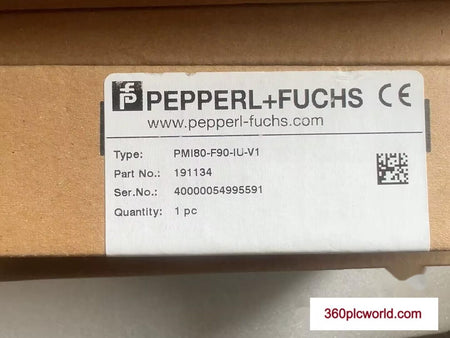 PEPPERL+FUCHS CE
www.pepperl-fuchs.com
Type: PMI80-F90-IU-V1
Part No.: 191134
Ser.No.: 40000054995591
Quantity: 1 pc
360plcworld.com